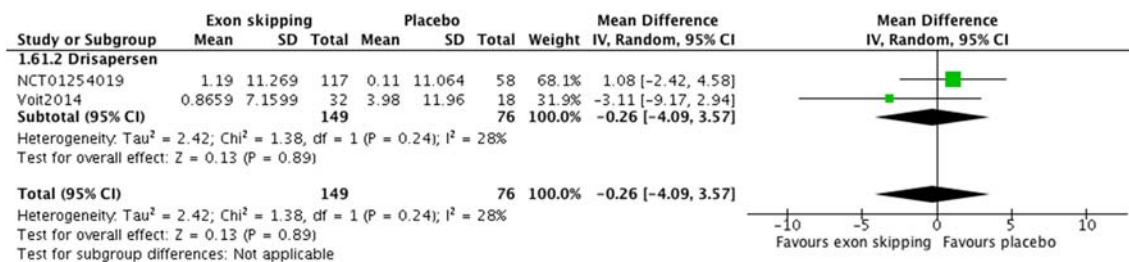 Exon skipping Placebo Mean Difference Mean Difference
Study or Subgroup Mean SD Total Mean SD Total Weight IV, Random, 95% CI IV, Random, 95% CI
1.61.2 Drisapersen
NCT01254019 1.19 11.269 117 0.11 11.064 58 68.1% 1.08 [-2.42, 4.58]
Voit2014 0.8659 7.1599 32 3.98 11.96 18 31.9% -3.11 [-9.17, 2.94]
Subtotal (95% CI) 149 76 100.0% -0.26 [-4.09, 3.57]
Heterogeneity: Tau² = 2.42; Chi² = 1.38, df = 1 (P = 0.24); I² = 28%
Test for overall effect: Z = 0.13 (P = 0.89)
Total (95% CI) 149 76 100.0% -0.26 [-4.09, 3.57]
Heterogeneity: Tau² = 2.42; Chi² = 1.38, df = 1 (P = 0.24); I² = 28%
Test for overall effect: Z = 0.13 (P = 0.89)
Test for subgroup differences: Not applicable
-10 -5 0 5 10
Favours exon skipping Favours placebo